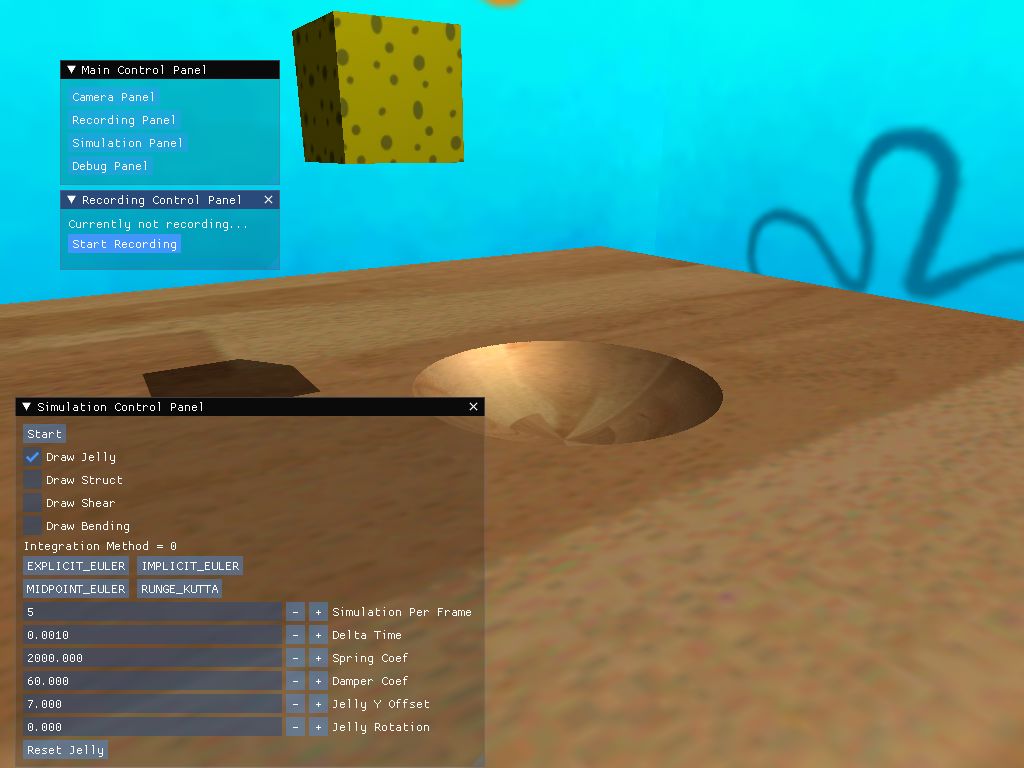 Main Control Panel
Camera Panel
Recording Panel
Simulation Panel
Debug Panel
Recording Control Panel
Currently not recording...
Start Recording
Simulation Control Panel
Start
Draw Jelly
Draw Struct
Draw Shear
Draw Bending
Integration Method = 0
EXPLICIT_EULER IMPLICIT_EULER
MIDPOINT_EULER RUNGE_KUTTA
5 - + Simulation Per Frame
0.0010 - + Delta Time
2000.000 - + Spring Coef
60.000 - + Damper Coef
7.000 - + Jelly Y Offset
0.000 - + Jelly Rotation
Reset Jelly